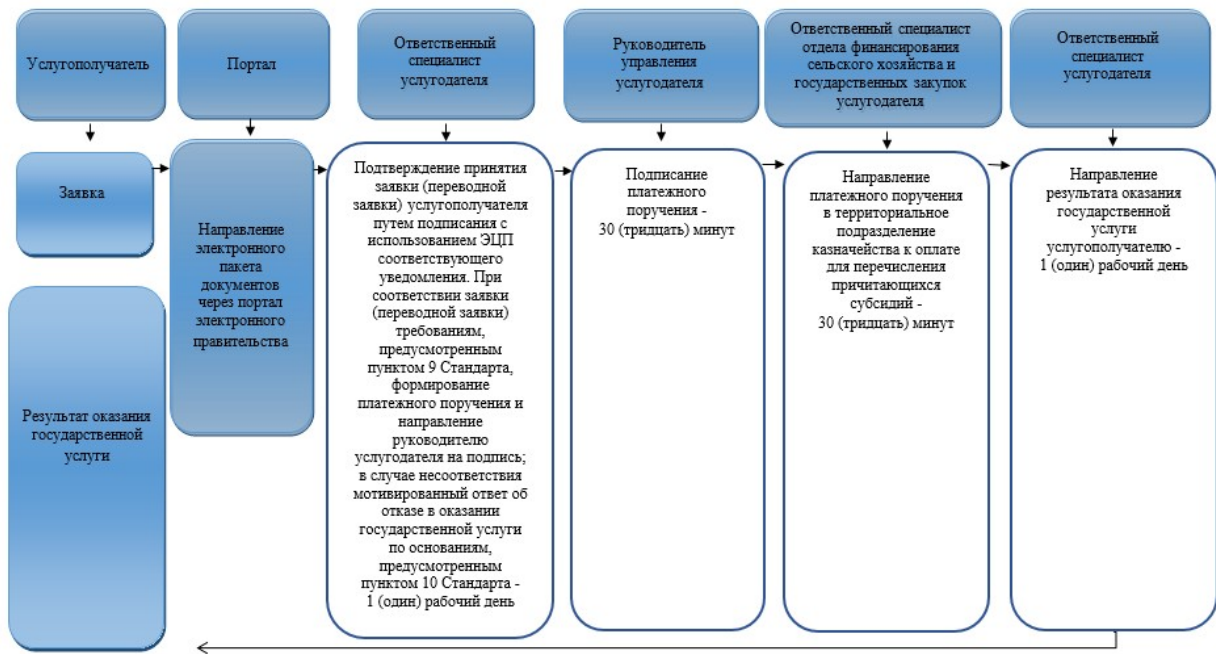 Услугополучатель
Портал
Ответственный
специалист
услугодателя
Руководитель
управления
услугодателя
Ответственный специалист
отдела финансирования
сельского хозяйства и
государственных закупок
услугодателя
Ответственный
специалист
услугодателя
Заявка
Результат оказания
государственной
услуги
Направление
электронного
пакета
документов
через портал
электронного
правительства
Подтверждение принятия
заявки (переводной
заявки) услугополучателя
путем подписания с
использованием ЭЦП
соответствующего
уведомления. При
соответствии заявки
(переводной заявки)
требованиям,
предусмотренным
пунктом 9 Стандарта,
формирование
платежного поручения и
направление
руководителю
услугодателя на подпись;
в случае несоответствия
мотивированный ответ об
отказе в оказании
государственной услуги
по основаниям,
предусмотренным
пунктом 10 Стандарта -
1 (один) рабочий день
Подписание
платежного
поручения -
30 (тридцать) минут
Направление
платежного поручения
в территориальное
подразделение
казначейства к оплате
для перечисления
причитающихся
субсидий -
30 (тридцать) минут
Направление
результата оказания
государственной
услуги
услугополучателю -
1 (один) рабочий день